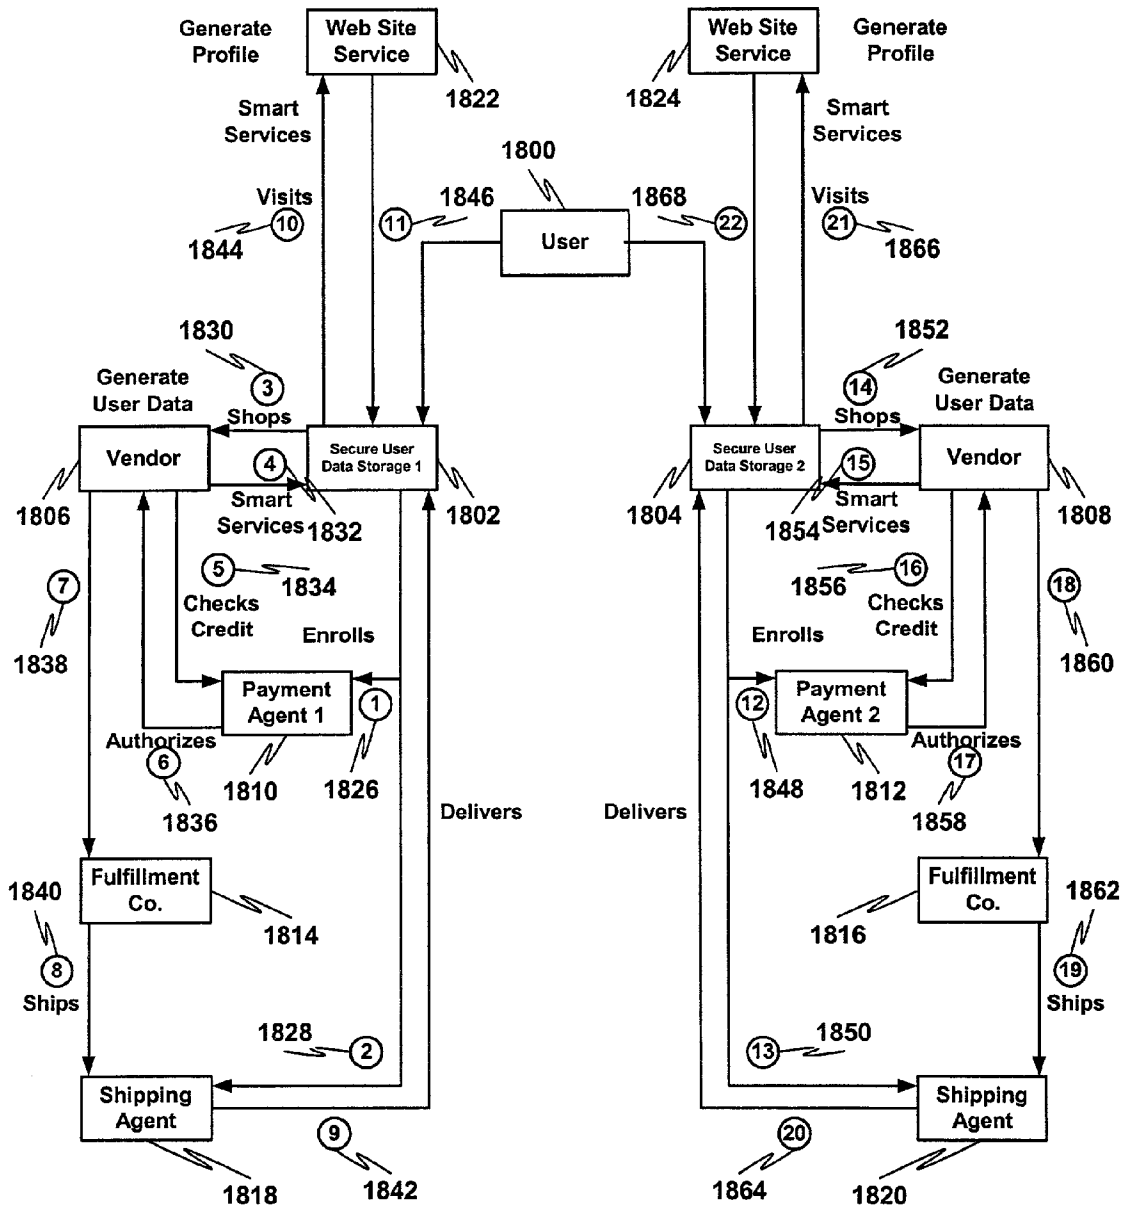 Generate
Profile
Web Site
Service
1822
Web Site
Service
1824
Generate
Profile
Smart
Services
Smart
Services
1800
User
Visits
10
1844
11
1846
1868
22
Visits
21
1866
1830
3
Shops
Generate
User Data
1852
14
Shops
Generate
User Data
Vendor
1806
4
Smart
Services
1832
Secure User
Data Storage 1
1802
Secure User
Data Storage 2
1804
15
Smart
Services
1854
Vendor
1808
7
1838
5
1834
Checks
Credit
Enrolls
1856
16
Checks
Credit
Enrolls
18
1860
Payment
Agent 1
1
1826
1810
Authorizes
6
1836
Delivers
12
1848
Payment
Agent 2
1812
Authorizes
17
1858
Delivers
Fulfillment
Co.
1814
1840
8
Ships
Fulfillment
Co.
1816
1862
19
Ships
1828
2
13
1850
Shipping
Agent
1818
9
1842
20
1864
Shipping
Agent
1820